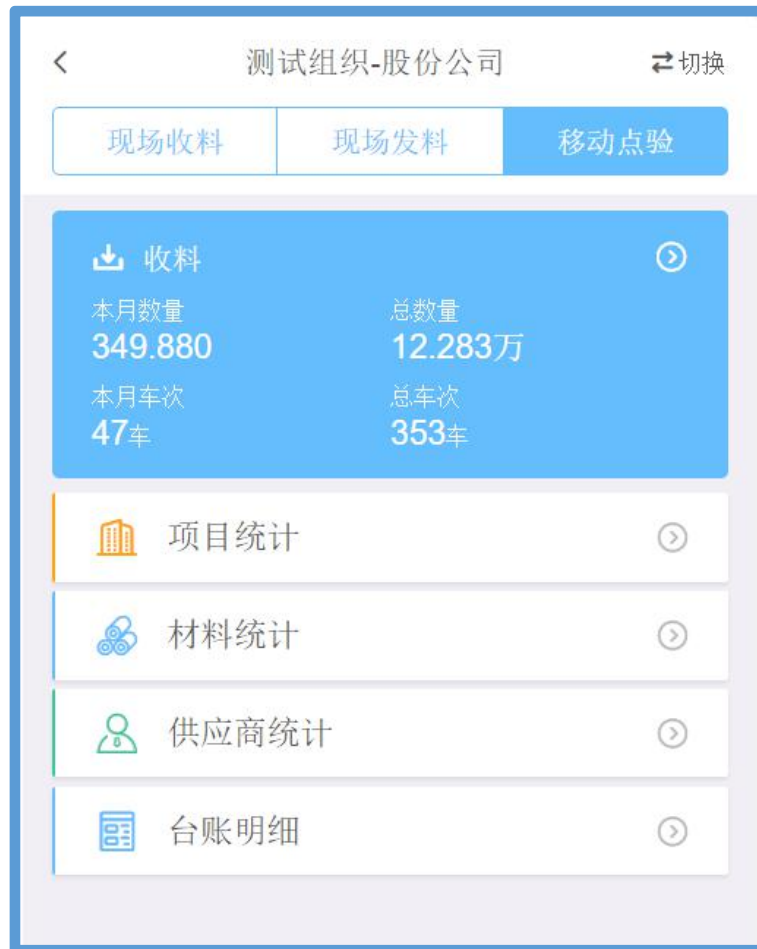 测试组织-股份公司 切换
现场收料 现场发料 移动点验
收料
本月数量 总数量
349.880 12.283万
本月车次 总车次
47车 353车
项目统计
材料统计
供应商统计
台账明细